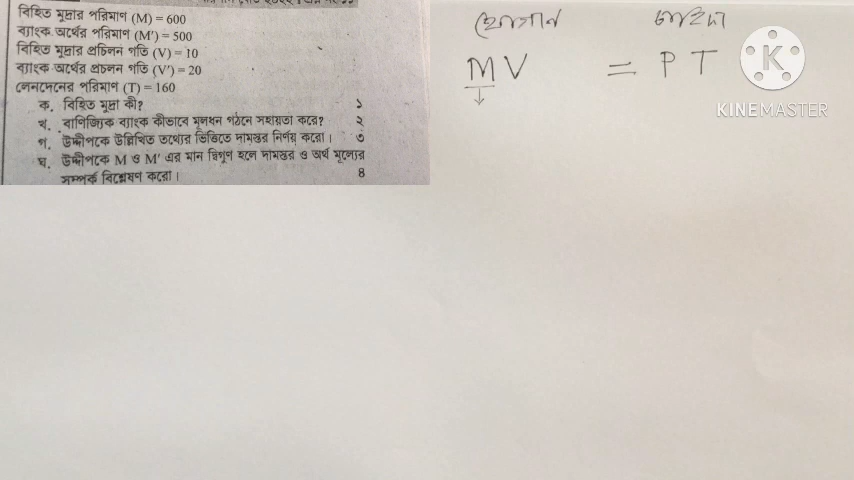 বিহিত মুদ্রার পরিমাণ (M) = 600
ব্যাংক অর্থের পরিমাণ (M′) = 500
বিহিত মুদ্রার প্রচলন গতি (V) = 10
ব্যাংক অর্থের প্রচলন গতি (V′) = 20
লেনদেনের পরিমাণ (T) = 160
ক. বিহিত মুদ্রা কী? ১
খ. বাণিজ্যিক ব্যাংক কীভাবে মূলধন গঠনে সহায়তা করে? ২
গ. উদ্দীপকে উল্লিখিত তথ্যের ভিত্তিতে দামস্তর নির্ণয় করো। ৩
ঘ. উদ্দীপকে M ও M′ এর মান দ্বিগুণ হলে দামস্তর ও অর্থ মূল্যের
সম্পর্ক বিশ্লেষণ করো। 8
যোগান চাহিদা
MV = PT
KINEMASTER